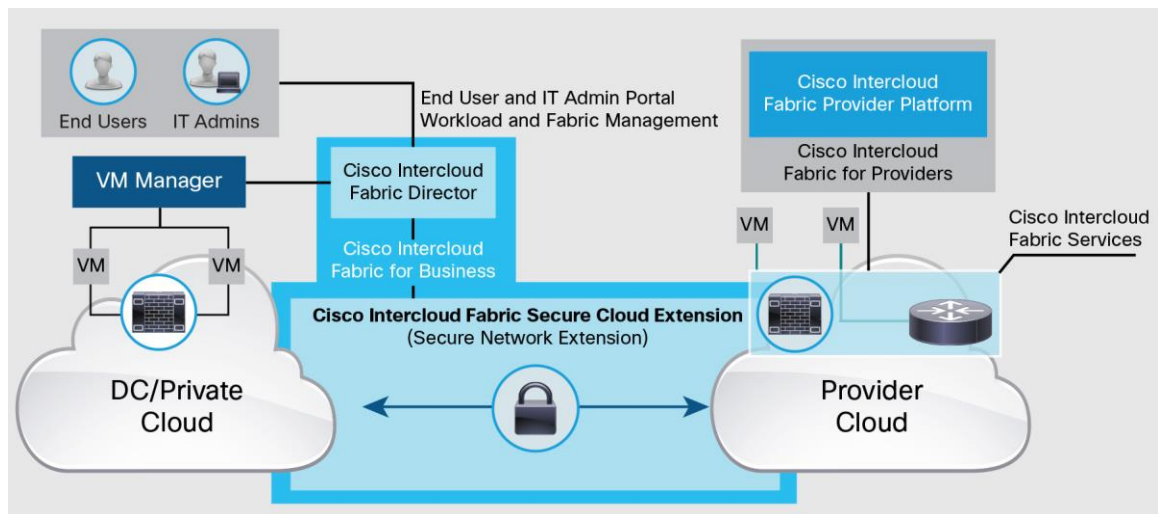 End Users
IT Admins
End User and IT Admin Portal
Workload and Fabric Management
Cisco Intercloud
Fabric Provider Platform
Cisco Intercloud
Fabric for Providers
VM Manager
Cisco Intercloud
Fabric Director
VM
VM
Cisco Intercloud
Fabric for Business
VM
VM
Cisco Intercloud
Fabric Services
Cisco Intercloud Fabric Secure Cloud Extension
(Secure Network Extension)
DC/Private
Cloud
Provider
Cloud